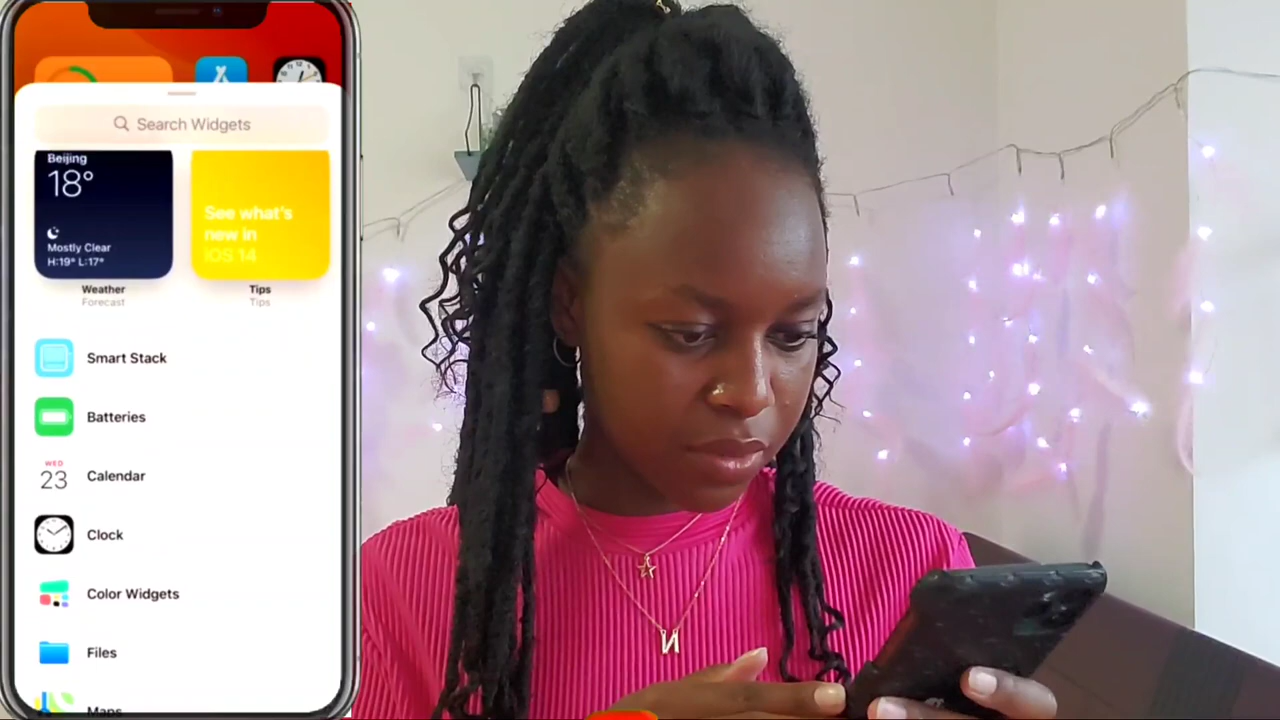 Search Widgets
Beijing
18°
Mostly Clear
H:19° L:17°
Weather
Forecast
See what's
new in
iOS 14
Tips
Tips
Smart Stack
Batteries
WED
23
Calendar
Clock
Color Widgets
Files
Maps
N